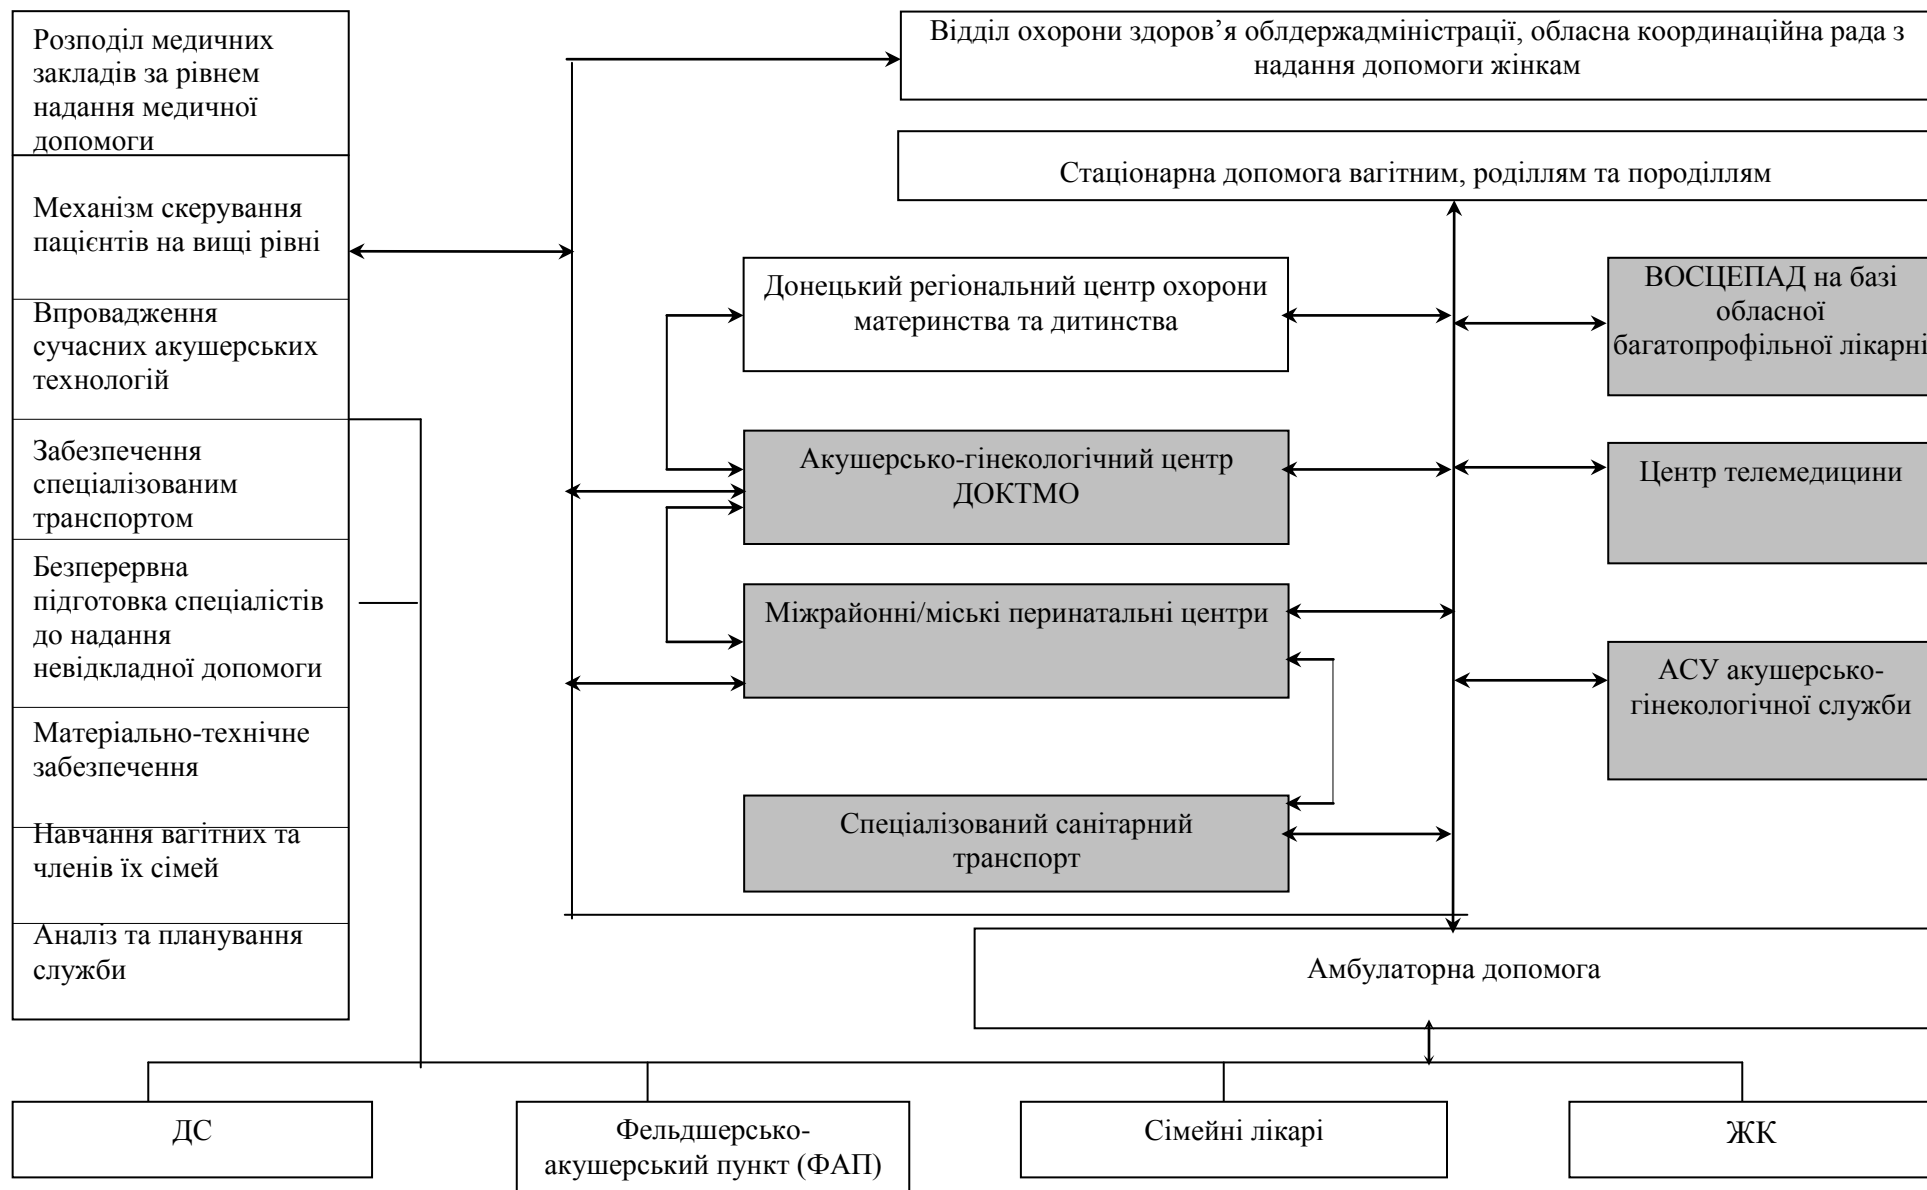 Розподіл медичних
закладів за рівнем
надання медичної
допомоги
Механізм скерування
пацієнтів на вищі рівні
Впровадження
сучасних акушерських
технологій
Забезпечення
спеціалізованим
транспортом
Безперервна
підготовка спеціалістів
до надання
невідкладної допомоги
Матеріально-технічне
забезпечення
Навчання вагітних та
членів їх сімей
Аналіз та планування
служби
Відділ охорони здоров’я облдержадміністрації, обласна координаційна рада з
надання допомоги жінкам
Стаціонарна допомога вагітним, роділлям та породіллям
Донецький регіональний центр охорони
материнства та дитинства
Акушерсько-гінекологічний центр
ДОКТМО
Міжрайонні/міські перинатальні центри
Спеціалізований санітарний
транспорт
ВОСЦЕПАД на базі
обласної
багатопрофільної лікарні
Центр телемедицини
АСУ акушерсько-
гінекологічної служби
Амбулаторна допомога
ДС
Фельдшерсько-
акушерський пункт (ФАП)
Сімейні лікарі
ЖК